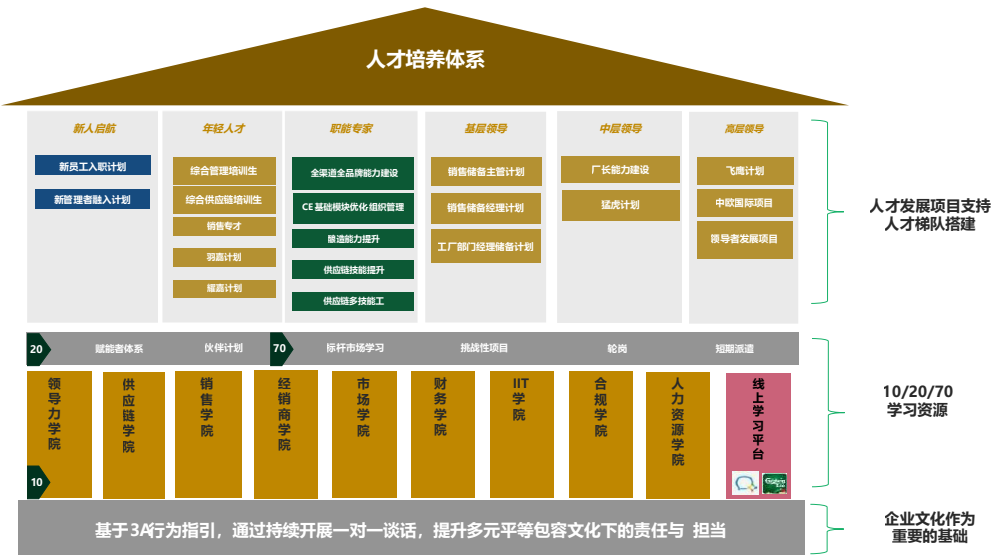 人才培养体系
新人启航
新员工入职计划
新管理者融入计划
年轻人才
综合管理培训生
综合供应链培训生
销售专才
羽嘉计划
耀嘉计划
职能专家
全渠道全品牌能力建设
CE基础模块优化组织管理
酿造能力提升
供应链技能提升
供应链多技能工
基层领导
销售储备主管计划
销售储备经理计划
工厂部门经理储备计划
中层领导
厂长能力建设
猛虎计划
高层领导
飞鹰计划
中欧国际项目
领导者发展项目
人才发展项目支持
人才梯队搭建
20
赋能者体系
伙伴计划
70
标杆市场学习
挑战性项目
轮岗
短期派遣
领导力学院
供应链学院
销售学院
经销商学院
市场学院
财务学院
IIT学院
合规学院
人力资源学院
线上学习平台
10
10/20/70
学习资源
基于3A行为指引，通过持续开展一对一谈话，提升多元平等包容文化下的责任与 担当
企业文化作为
重要的基础